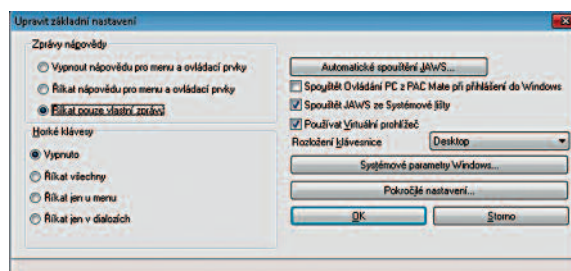 Upravit základní nastavení
Zprávy nápovědy
Vypnout nápovědu pro menu a ovládací prvky
Říkat nápovědu pro menu a ovládací prvky
Říkat pouze vlastní zprávy
Horké klávesy
Vypnuto
Říkat všechny
Říkat jen u menu
Říkat jen v dialozích
Automatické spouštění JAWS...
Spouštět Ovládání PC z PAC Mate při přihlášení do Windows
Spouštět JAWS ze Systémové lišty
Používat Virtuální prohlížeč
Rozložení klávesnice Desktop
Systémové parametry Windows...
Pokročilé nastavení...
OK Storno